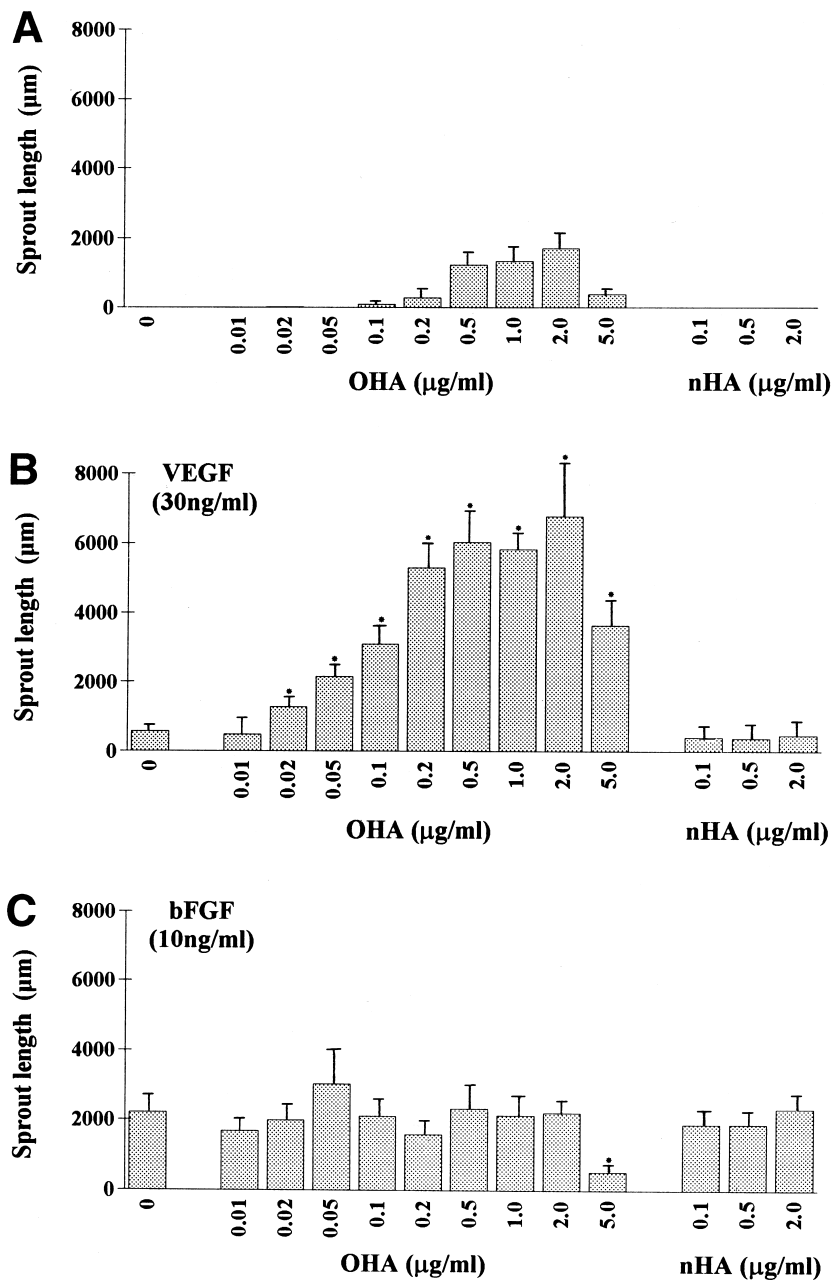 A
8000
6000
4000
2000
0
Sprout length (μm)
0 0.01 0.02 0.05 0.1 0.2 0.5 1.0 2.0 5.0 0.1 0.5 2.0
OHA (μg/ml) nHA (μg/ml)
B
VEGF
(30ng/ml)
8000
6000
4000
2000
0
Sprout length (μm)
* * * * * * * *
0 0.01 0.02 0.05 0.1 0.2 0.5 1.0 2.0 5.0 0.1 0.5 2.0
OHA (μg/ml) nHA (μg/ml)
C
bFGF
(10ng/ml)
8000
6000
4000
2000
0
Sprout length (μm)
*
0 0.01 0.02 0.05 0.1 0.2 0.5 1.0 2.0 5.0 0.1 0.5 2.0
OHA (μg/ml) nHA (μg/ml)